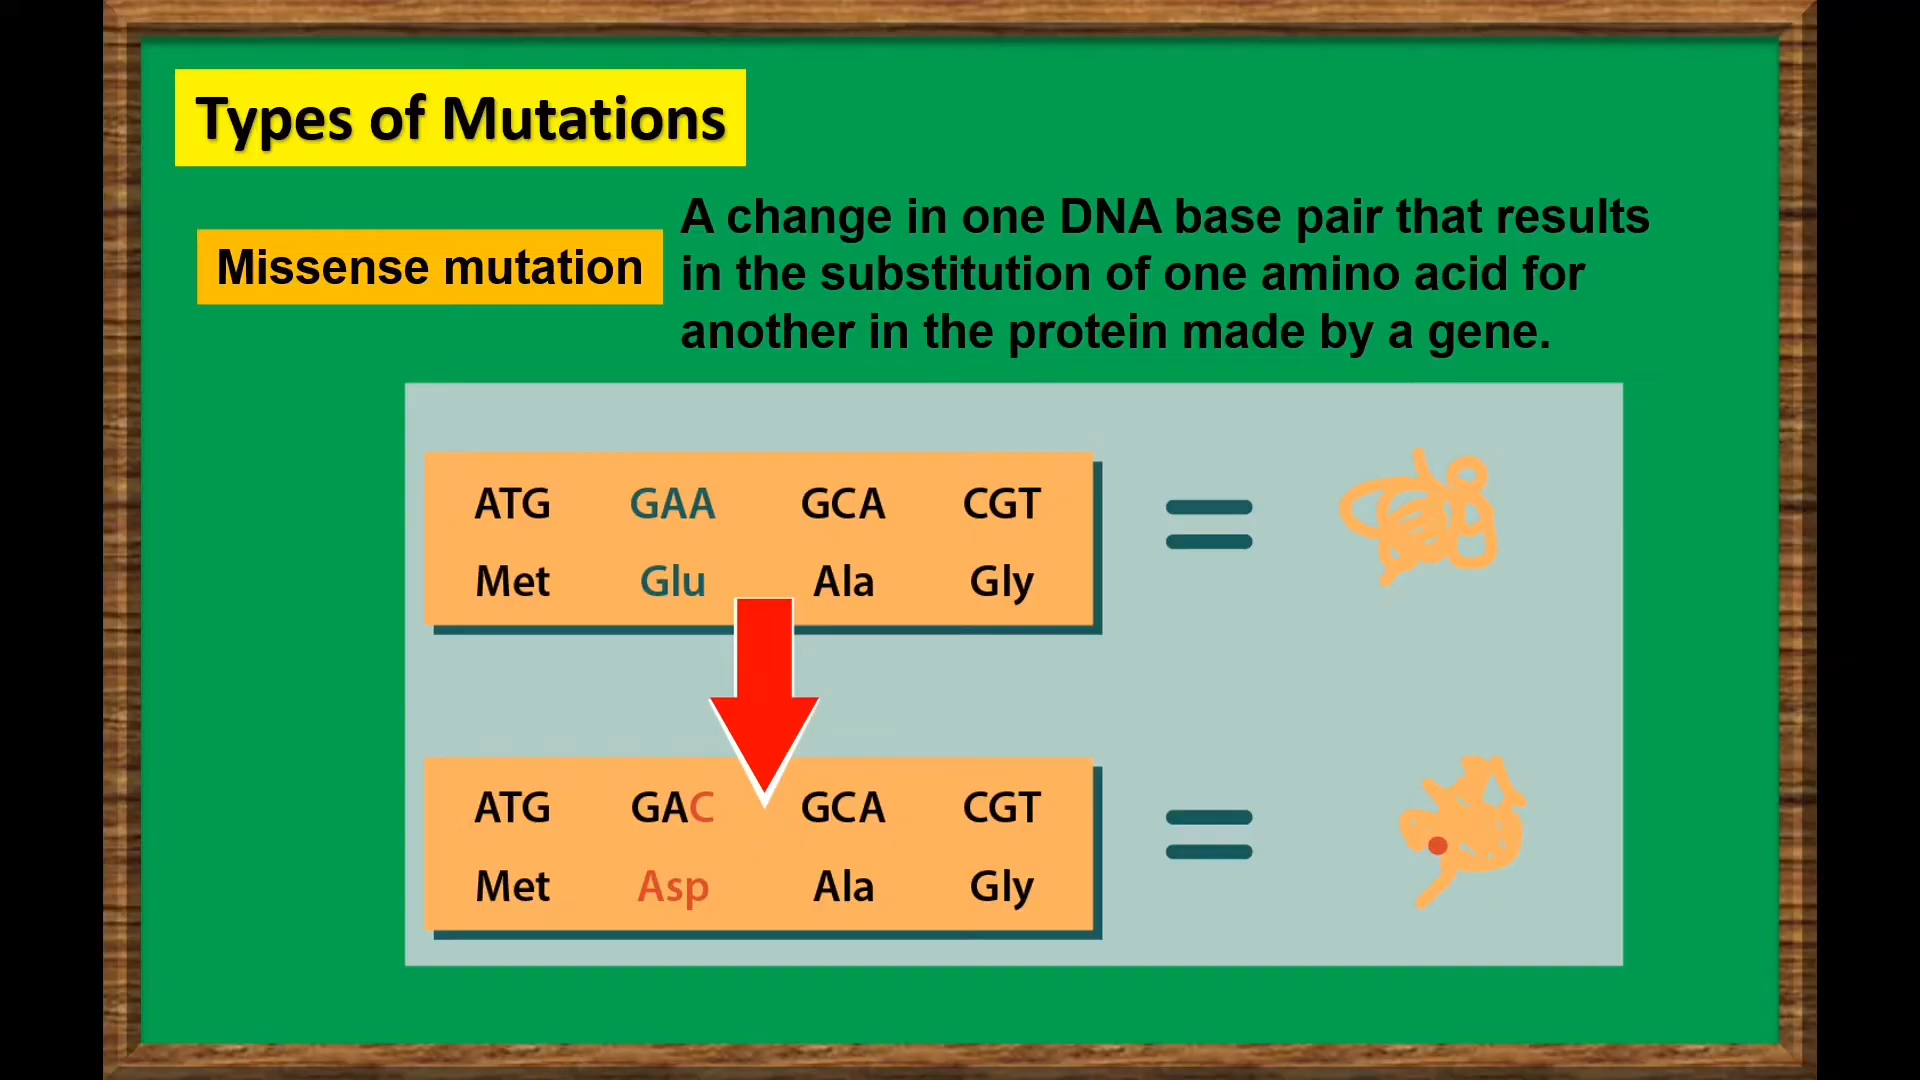 Types of Mutations
Missense mutation
A change in one DNA base pair that results
in the substitution of one amino acid for
another in the protein made by a gene.
ATG GAA GCA CGT
Met Glu Ala Gly
ATG GAC GCA CGT
Met Asp Ala Gly